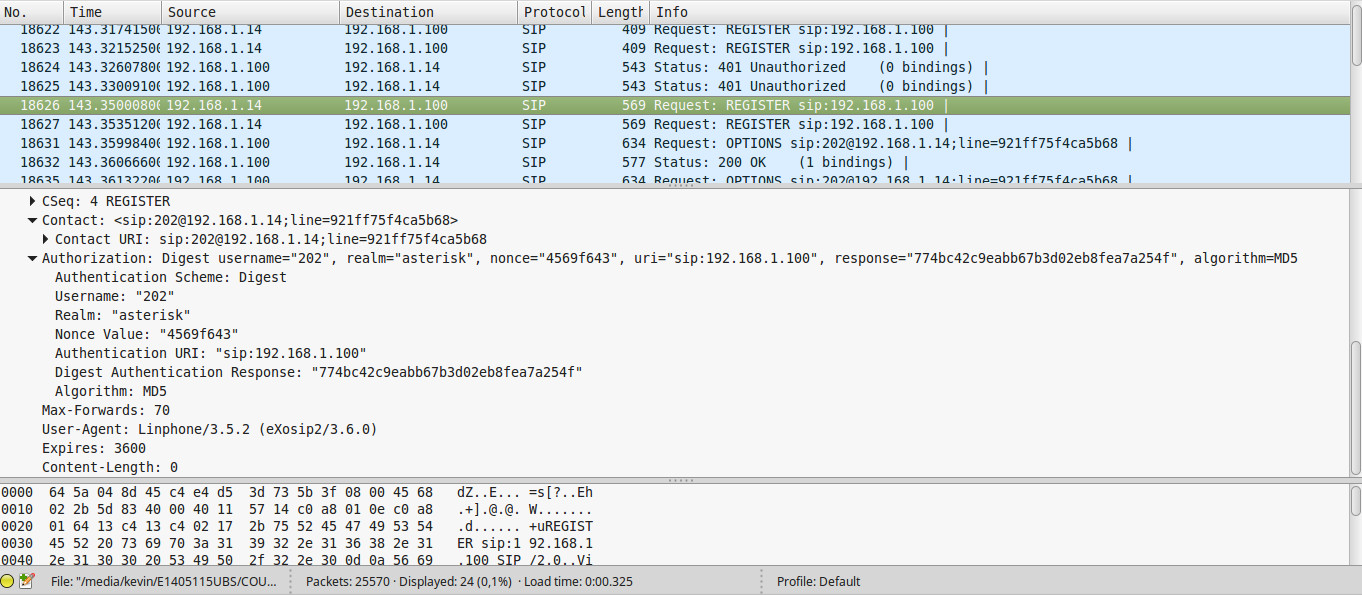 No. Time Source Destination Protocol Length Info
18622 143.31741500 192.168.1.14 192.168.1.100 SIP 409 Request: REGISTER sip:192.168.1.100 |
18623 143.32152500 192.168.1.14 192.168.1.100 SIP 409 Request: REGISTER sip:192.168.1.100 |
18624 143.32607800 192.168.1.100 192.168.1.14 SIP 543 Status: 401 Unauthorized (0 bindings) |
18625 143.33009100 192.168.1.100 192.168.1.14 SIP 543 Status: 401 Unauthorized (0 bindings) |
18626 143.35000800 192.168.1.14 192.168.1.100 SIP 569 Request: REGISTER sip:192.168.1.100 |
18627 143.35351200 192.168.1.14 192.168.1.100 SIP 569 Request: REGISTER sip:192.168.1.100 |
18631 143.35998400 192.168.1.100 192.168.1.14 SIP 634 Request: OPTIONS sip:202@192.168.1.14;line=921ff75f4ca5b68 |
18632 143.36066600 192.168.1.100 192.168.1.14 SIP 577 Status: 200 OK (1 bindings) |
18635 143.36132200 192.168.1.100 192.168.1.14 SIP 634 Request: OPTIONS sip:202@192.168.1.14;line=921ff75f4ca5b68 |
CSeq: 4 REGISTER
Contact: <sip:202@192.168.1.14;line=921ff75f4ca5b68>
Contact URI: sip:202@192.168.1.14;line=921ff75f4ca5b68
Authorization: Digest username="202", realm="asterisk", nonce="4569f643", uri="sip:192.168.1.100", response="774bc42c9eabb67b3d02eb8fea7a254f", algorithm=MD5
Authentication Scheme: Digest
Username: "202"
Realm: "asterisk"
Nonce Value: "4569f643"
Authentication URI: "sip:192.168.1.100"
Digest Authentication Response: "774bc42c9eabb67b3d02eb8fea7a254f"
Algorithm: MD5
Max-Forwards: 70
User-Agent: Linphone/3.5.2 (eXosip2/3.6.0)
Expires: 3600
Content-Length: 0
0000 64 5a 04 8d 45 c4 e4 d5 3d 73 5b 3f 08 00 45 68 dZ..E... =s[?..Eh
0010 02 2b 5d 83 40 00 40 11 57 14 c0 a8 01 0e c0 a8 .+].@.@. W.......
0020 01 64 13 c4 13 c4 02 17 2b 75 52 45 47 49 53 54 .d...... +uREGIST
0030 45 52 20 73 69 70 3a 31 39 32 2e 31 36 38 2e 31 ER sip:1 92.168.1
0040 2e 31 30 30 20 53 49 50 2f 32 2e 30 0d 0a 56 69 .100 SIP /2.0..Vi
File: "/media/kevin/E1405115UBS/COU... Packets: 25570 · Displayed: 24 (0,1%) · Load time: 0:00.325 Profile: Default